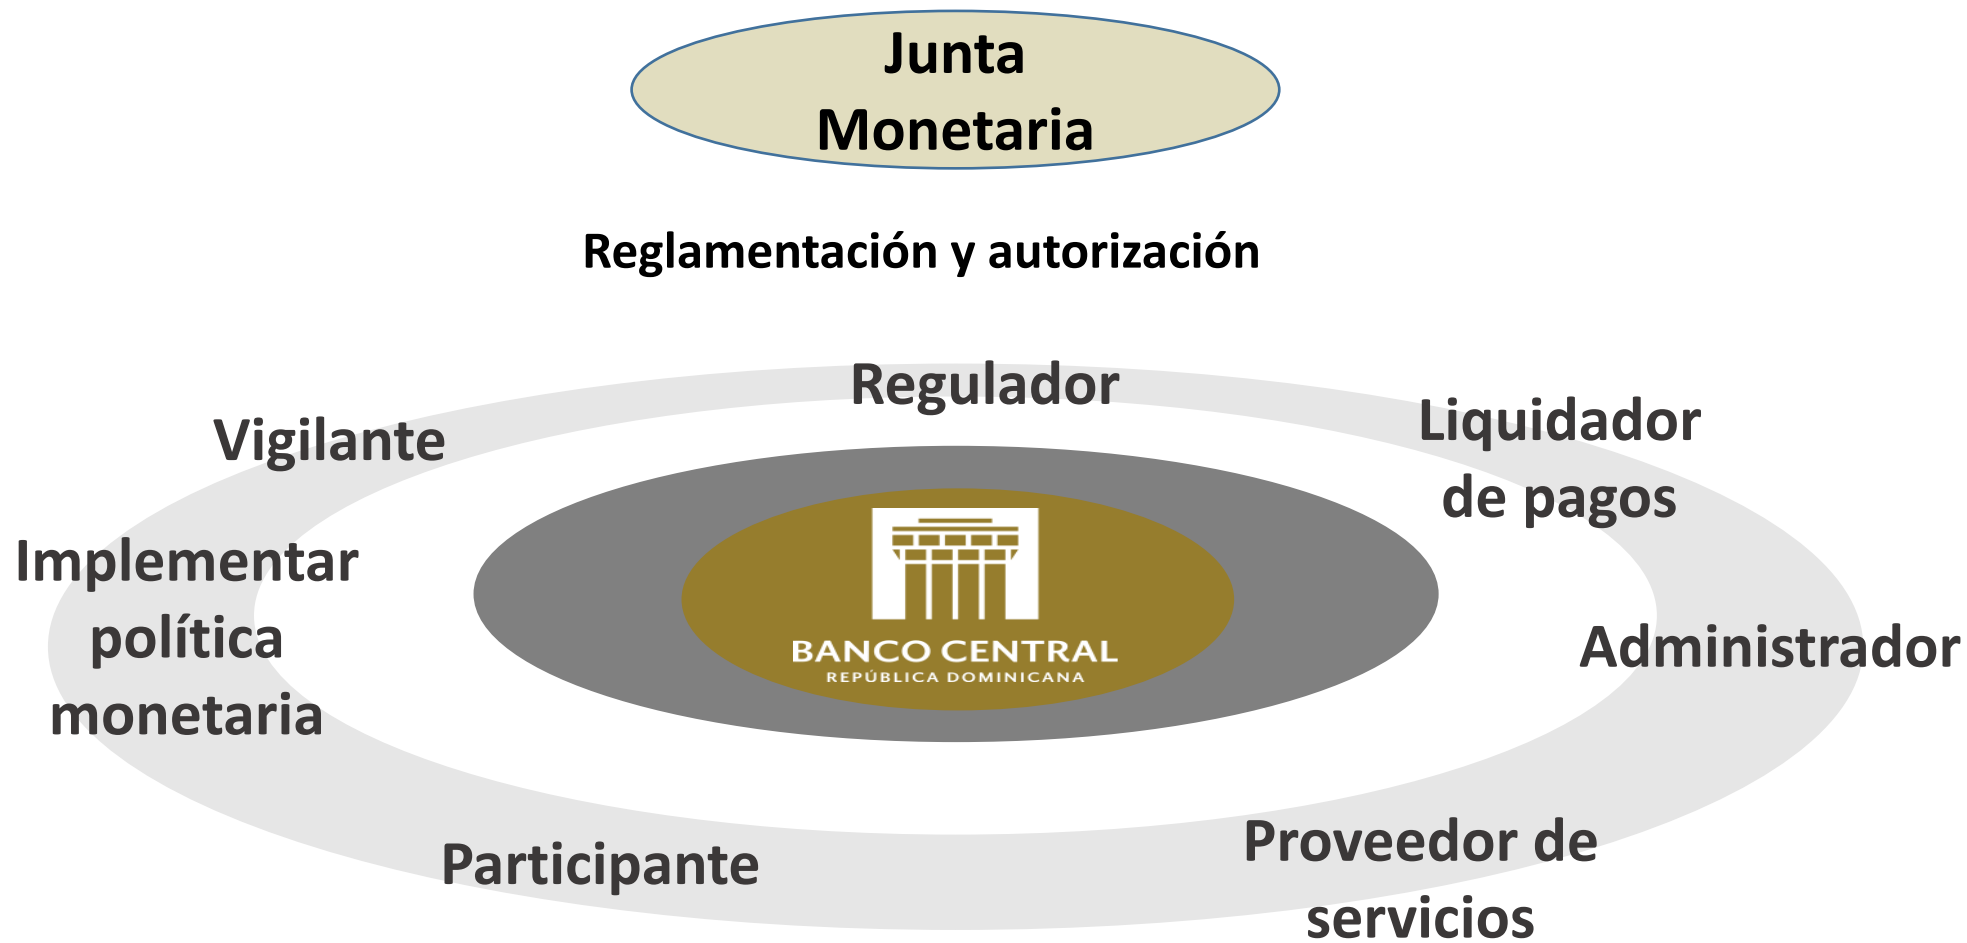 Junta
Monetaria
Reglamentación y autorización
Regulador
Vigilante
Liquidador
de pagos
Implementar
política
monetaria
BANCO CENTRAL
REPÚBLICA DOMINICANA
Administrador
Participante
Proveedor de
servicios